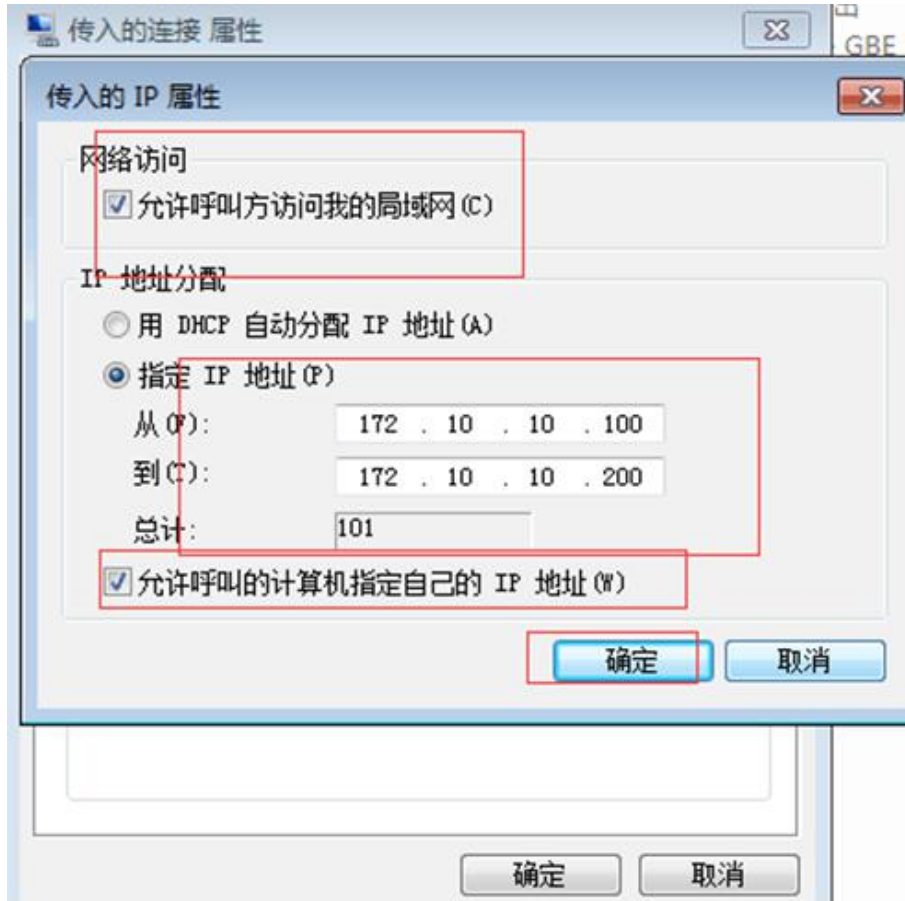 传入的连接 属性
GBE
传入的 IP 属性
网络访问
允许呼叫方访问我的局域网(C)
IP 地址分配
用 DHCP 自动分配 IP 地址(A)
指定 IP 地址(P)
从(F):
172 . 10 . 10 . 100
到(T):
172 . 10 . 10 . 200
总计:
101
允许呼叫的计算机指定自己的 IP 地址(W)
确定
取消
确定
取消